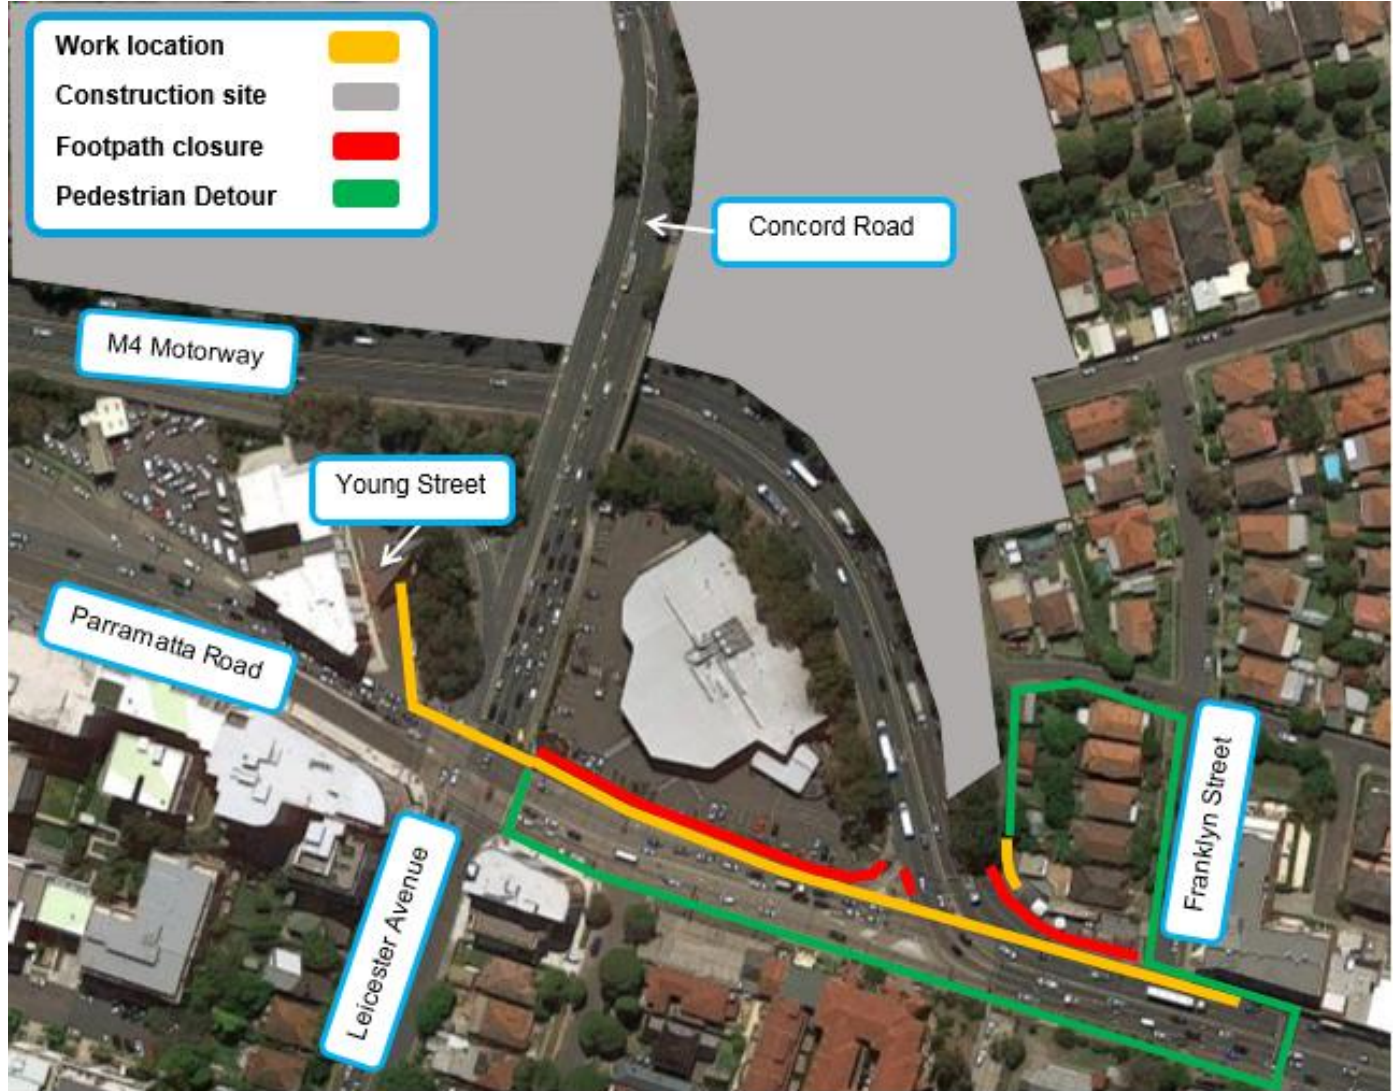 Work location
Construction site
Footpath closure
Pedestrian Detour
Concord Road
M4 Motorway
Young Street
Parramatta Road
Franklyn Street
Leicester Avenue